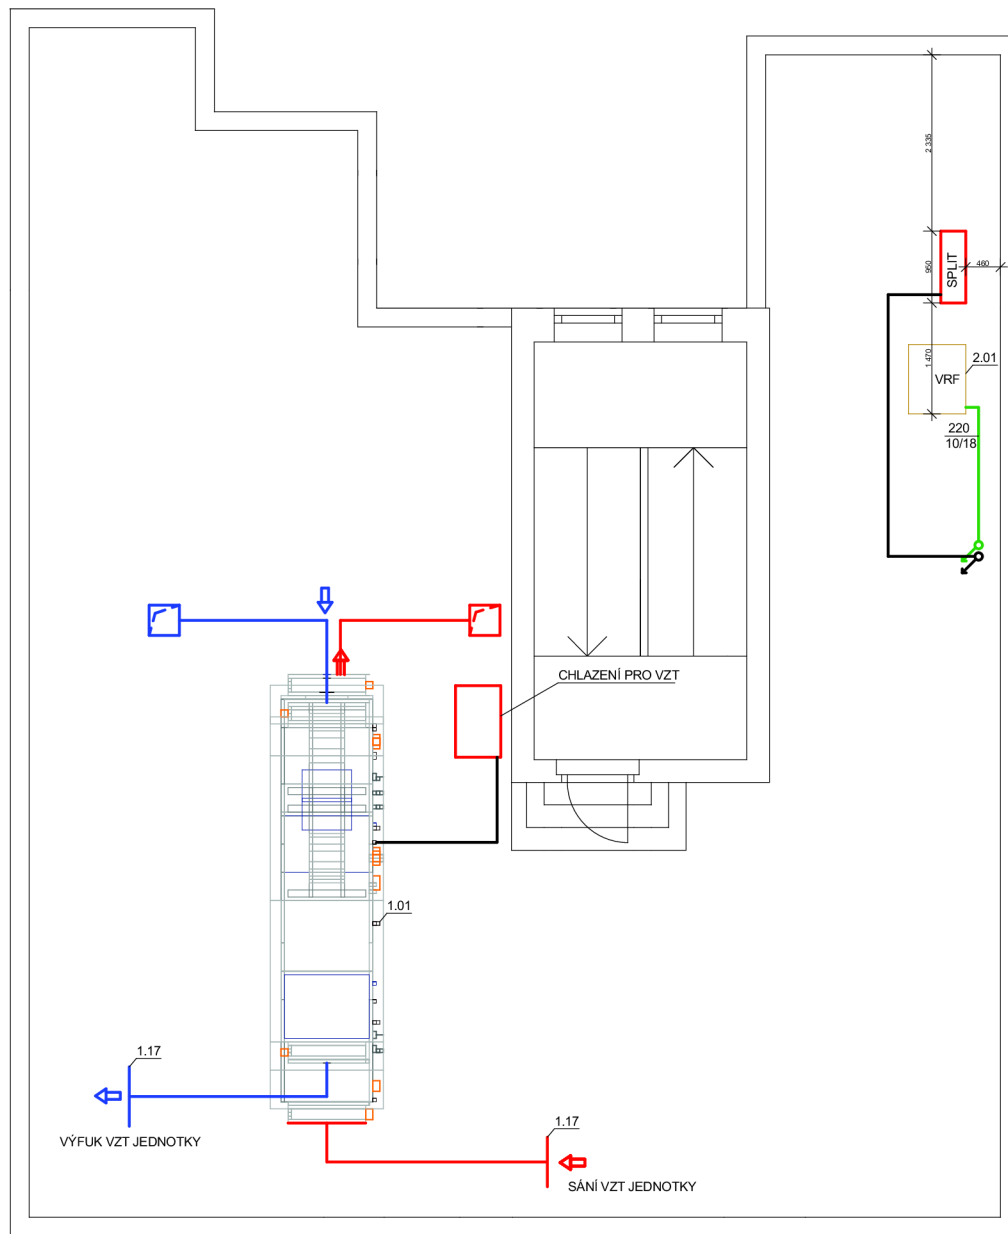 2 335
SPLIT
950
460
1 470
VRF
2.01
220
10/18
CHLAZENÍ PRO VZT
1.01
1.17
VÝFUK VZT JEDNOTKY
1.17
SÁNÍ VZT JEDNOTKY